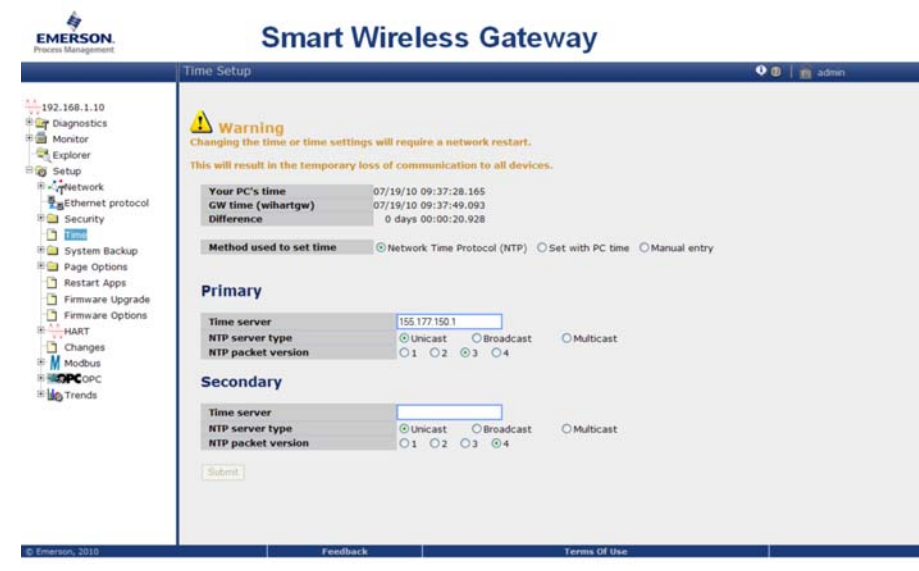 EMERSON.
Process Management
Smart Wireless Gateway
Time Setup
admin
192.168.1.10
Diagnostics
Monitor
Explorer
Setup
Network
Ethernet protocol
Security
Time
System Backup
Page Options
Restart Apps
Firmware Upgrade
Firmware Options
HART
Changes
Modbus
OPC OPC
Trends
Warning
Changing the time or time settings will require a network restart.
This will result in the temporary loss of communication to all devices.
Your PC's time 07/19/10 09:37:28.165
GW time (wihartgw) 07/19/10 09:37:49.093
Difference 0 days 00:00:20.928
Method used to set time Network Time Protocol (NTP) Set with PC time Manual entry
Primary
Time server 155.177.150.1
NTP server type Unicast Broadcast Multicast
NTP packet version 1 2 3 4
Secondary
Time server
NTP server type Unicast Broadcast Multicast
NTP packet version 1 2 3 4
Submit
© Emerson, 2010 Feedback Terms Of Use